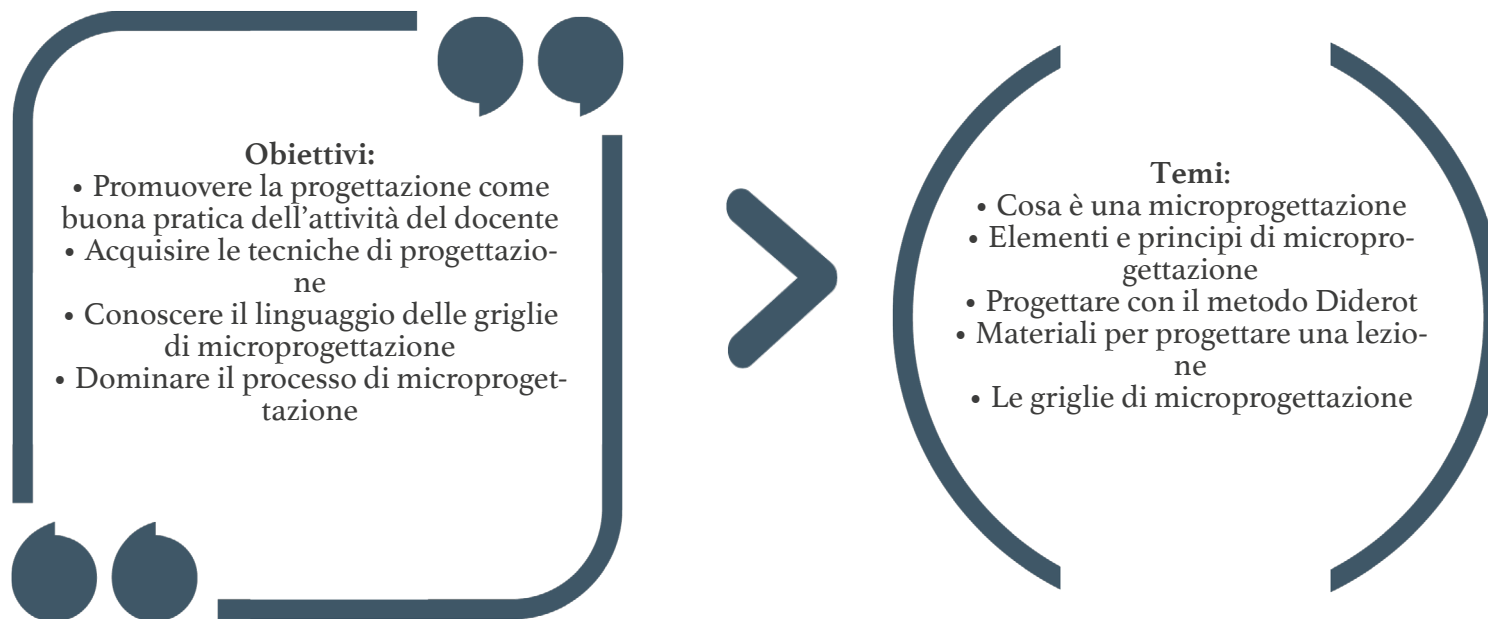 Obiettivi:
• Promuovere la progettazione come
buona pratica dell'attività del docente
• Acquisire le tecniche di progettazio-
ne
• Conoscere il linguaggio delle griglie
di microprogettazione
• Dominare il processo di microproget-
tazione
Temi:
• Cosa è una microprogettazione
• Elementi e principi di micropro-
gettazione
• Progettare con il metodo Diderot
• Materiali per progettare una lezio-
ne
• Le griglie di microprogettazione